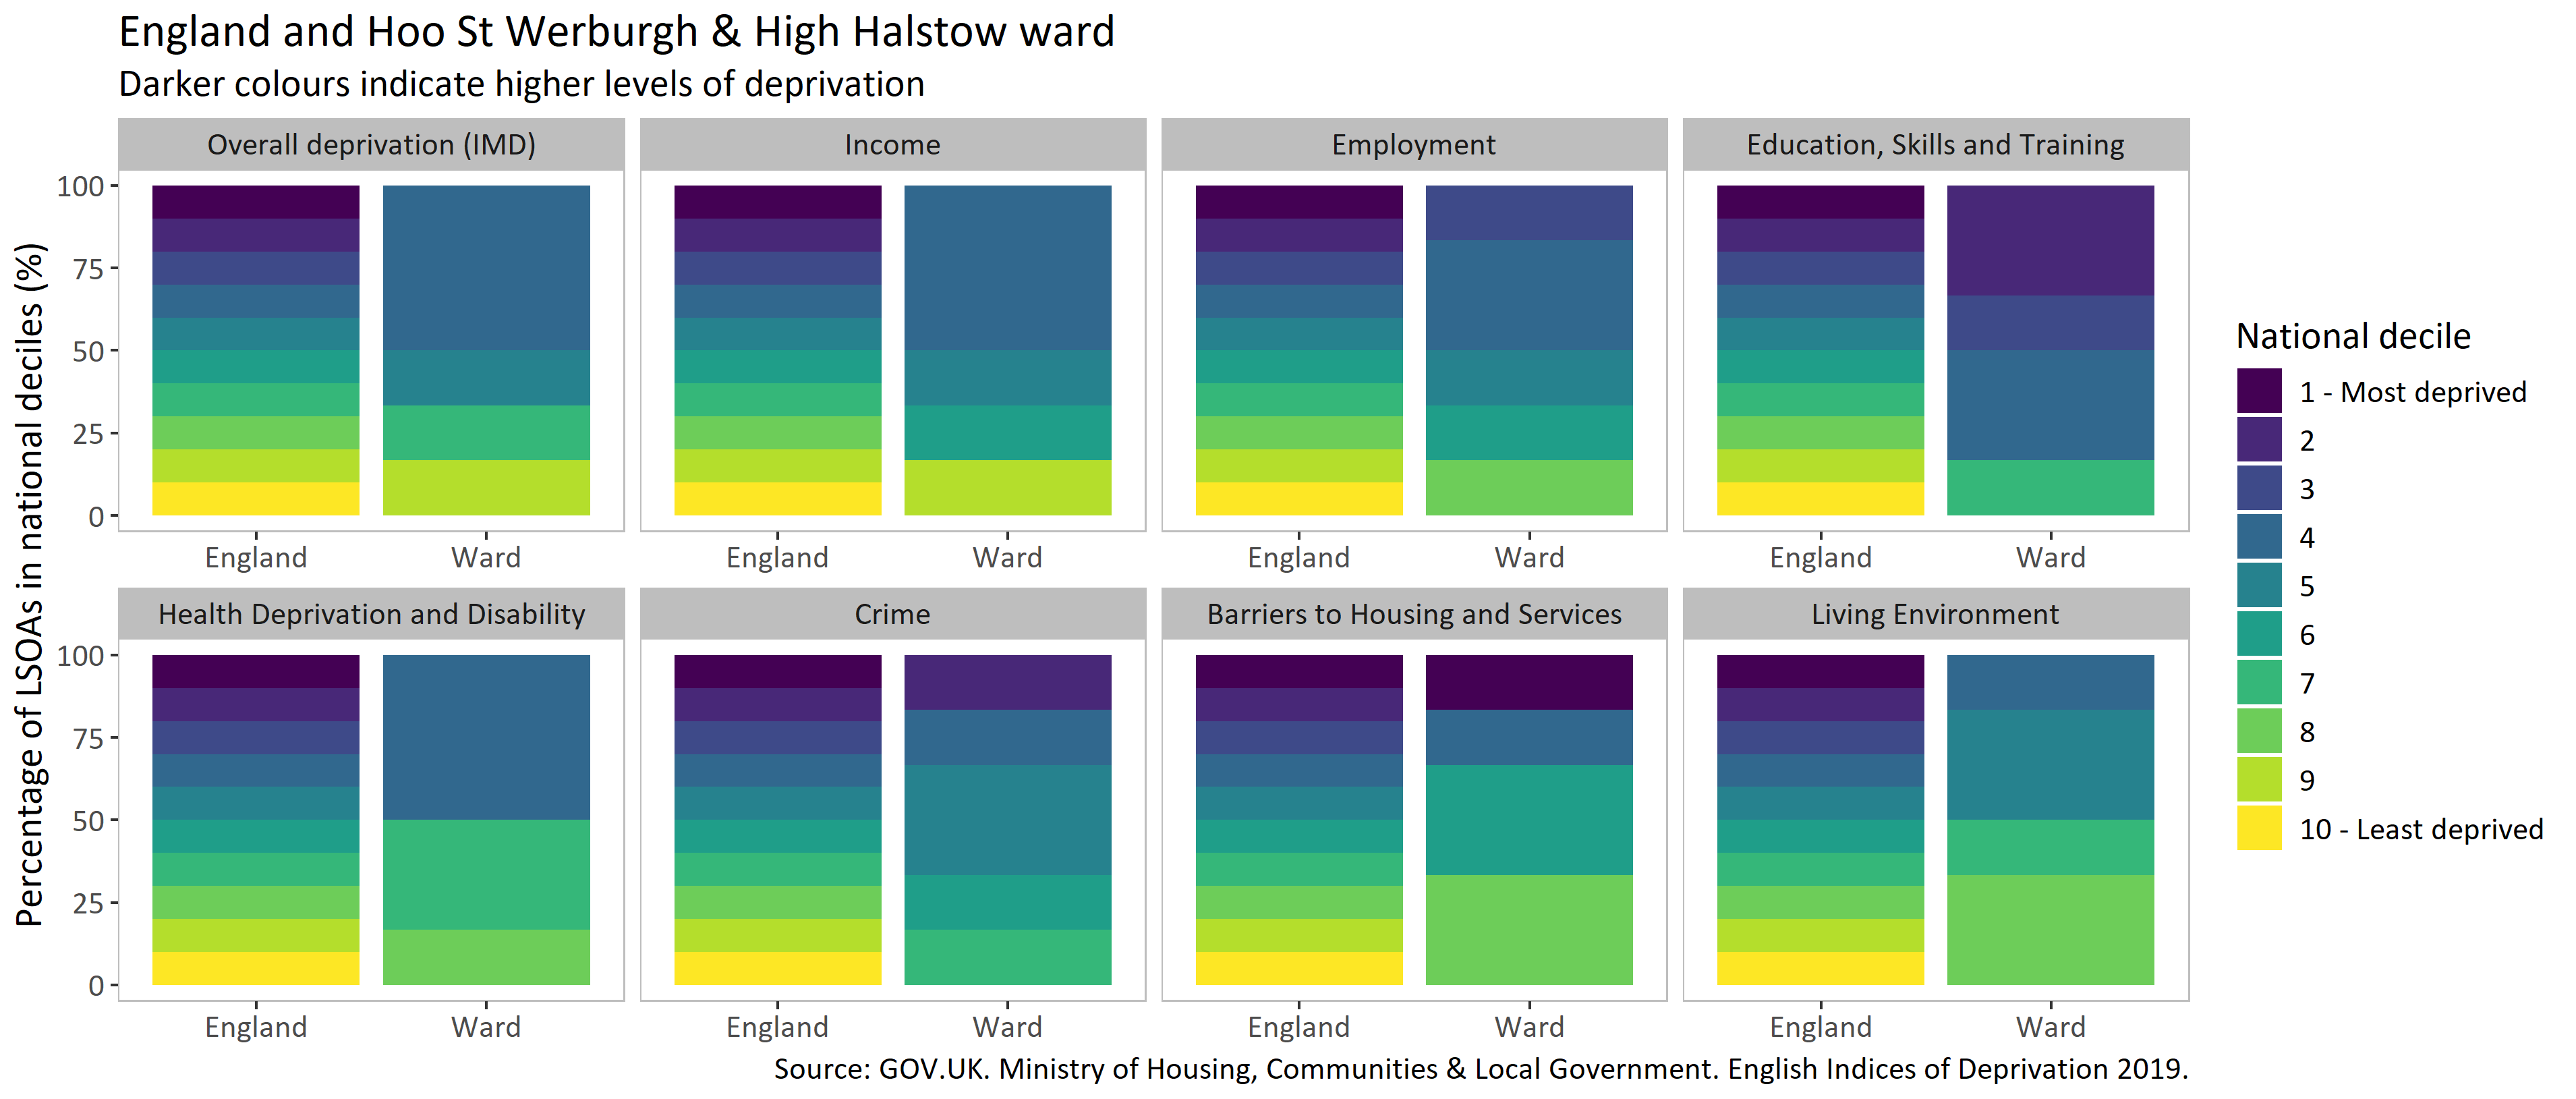 England and Hoo St Werburgh & High Halstow ward
Darker colours indicate higher levels of deprivation
Overall deprivation (IMD)
Income
Employment
Education, Skills and Training
100
75
50
25
0
England
Ward
England
Ward
England
Ward
England
Ward
Health Deprivation and Disability
Crime
Barriers to Housing and Services
Living Environment
100
75
50
25
0
England
Ward
England
Ward
England
Ward
England
Ward
Percentage of LSOAs in national deciles (%)
National decile
1 - Most deprived
2
3
4
5
6
7
8
9
10 - Least deprived
Source: GOV.UK. Ministry of Housing, Communities & Local Government. English Indices of Deprivation 2019.